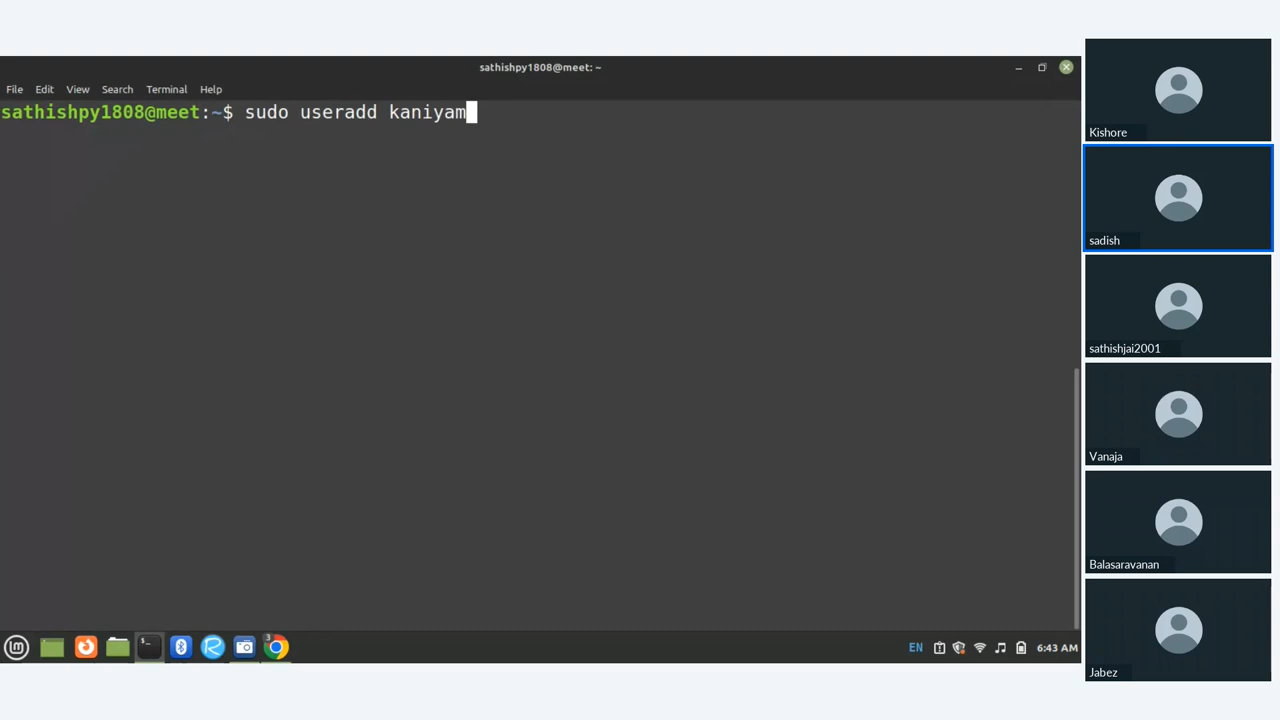 sathishpy1808@meet: ~
File Edit View Search Terminal Help
sathishpy1808@meet:~$ sudo useradd kaniyam
Kishore
sadish
sathishjai2001
Vanaja
Balasaravanan
Jabez
3
EN 6:43 AM